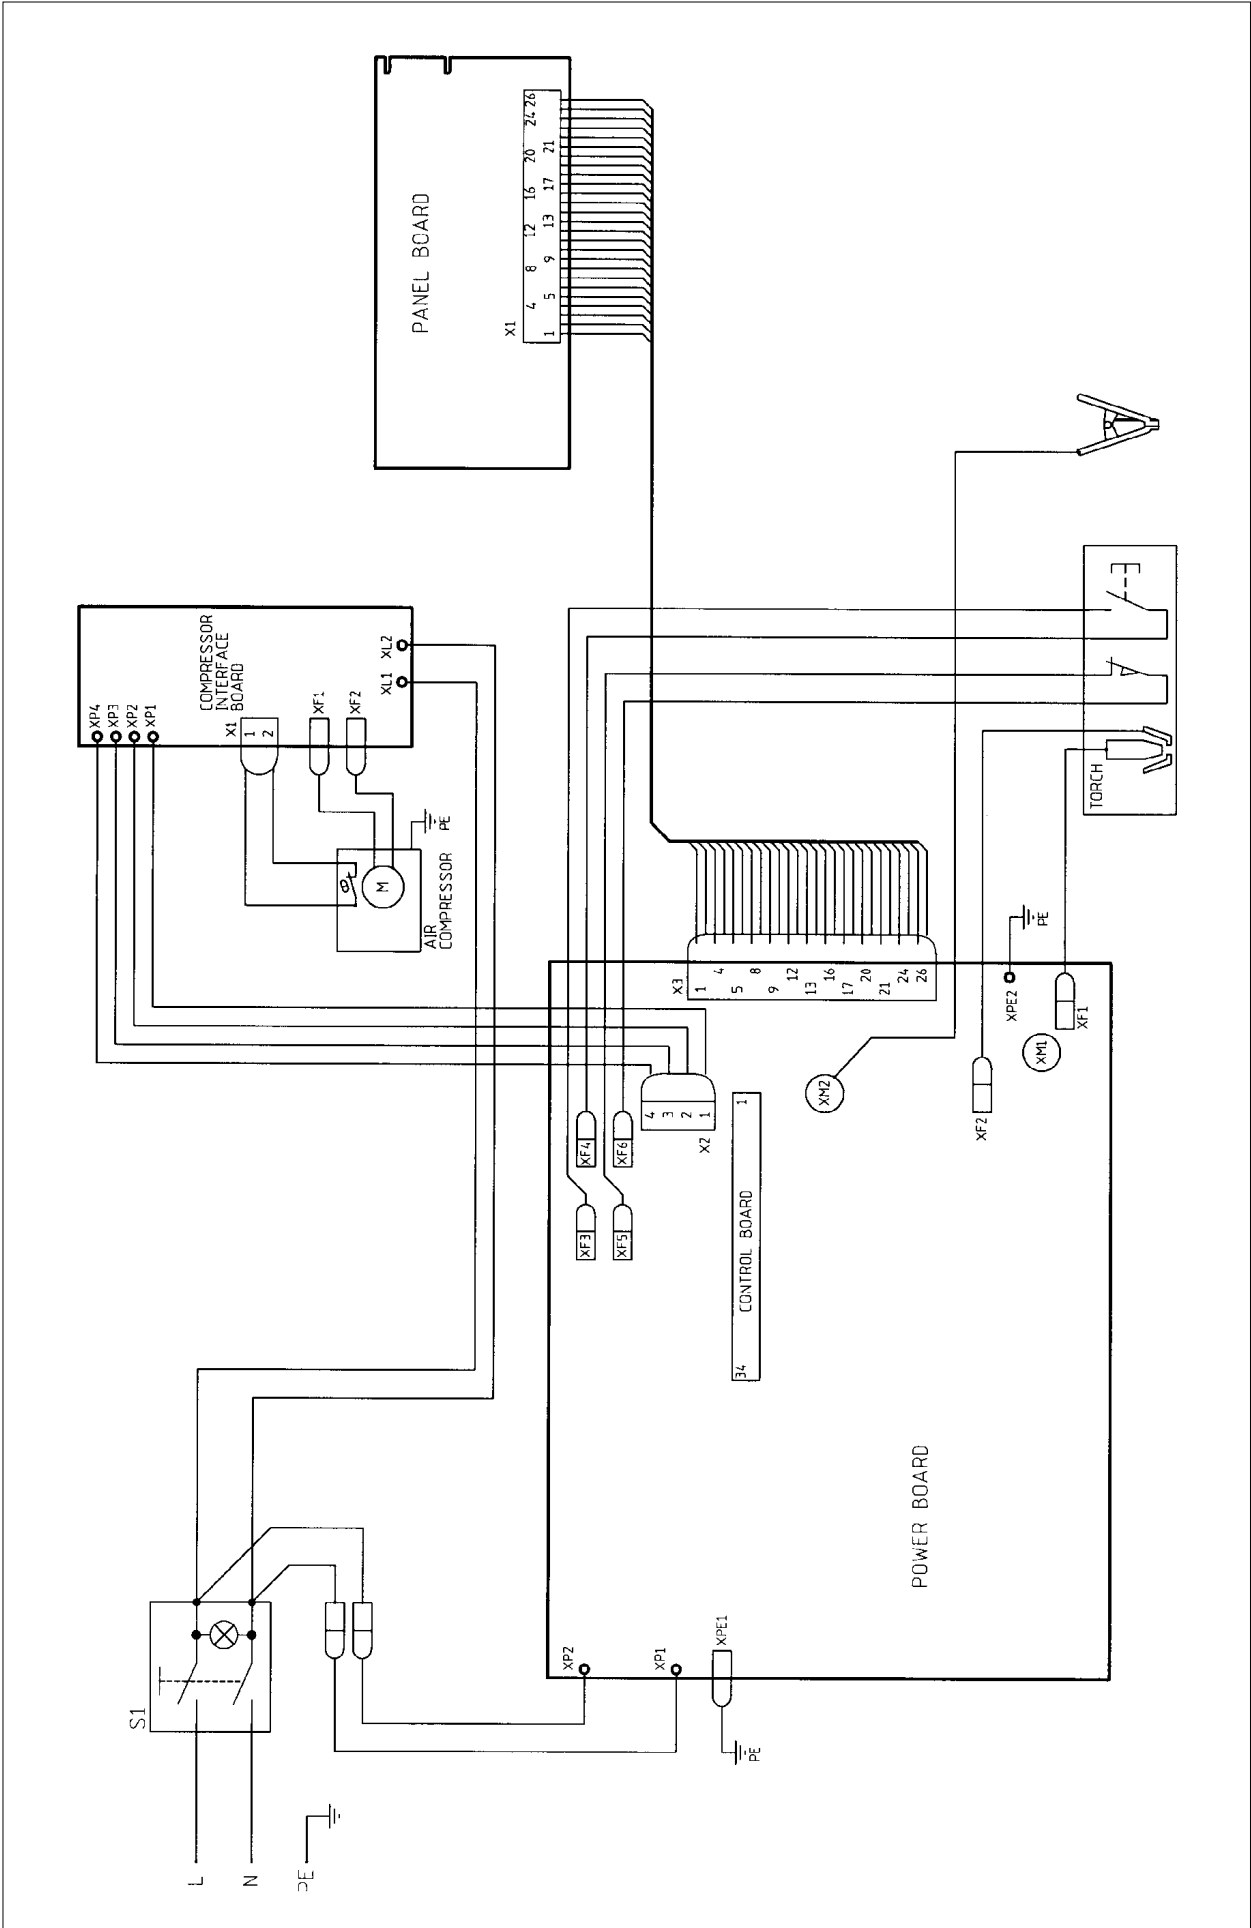 L
N
PE
S1
XP4
XP3
XP2
XP1
COMPRESSOR
INTERFACE
BOARD
X1
1
2
XF1
XF2
XL1
XL2
M
PE
AIR
COMPRESSOR
PANEL BOARD
X1
4 8 12 16 20 24 26
1 5 9 13 17 21
XP2
XP1
XPE1
PE
POWER BOARD
XF3
XF4
XF5
XF6
4
3
2
1
X2
34 CONTROL BOARD 1
X3
1
4
5
8
9
12
13
16
17
20
21
24
26
XM2
XF2
XPE2
PE
XM1
XF1
TORCH